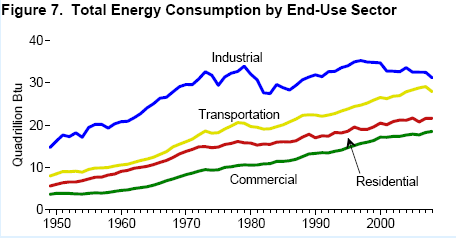 Figure 7. Total Energy Consumption by End-Use Sector
40-
Industrial
30-
Quadrillion Btu
Transportation
20-
10-
Commercial
Residential
0-
1950 1960 1970 1980 1990 2000